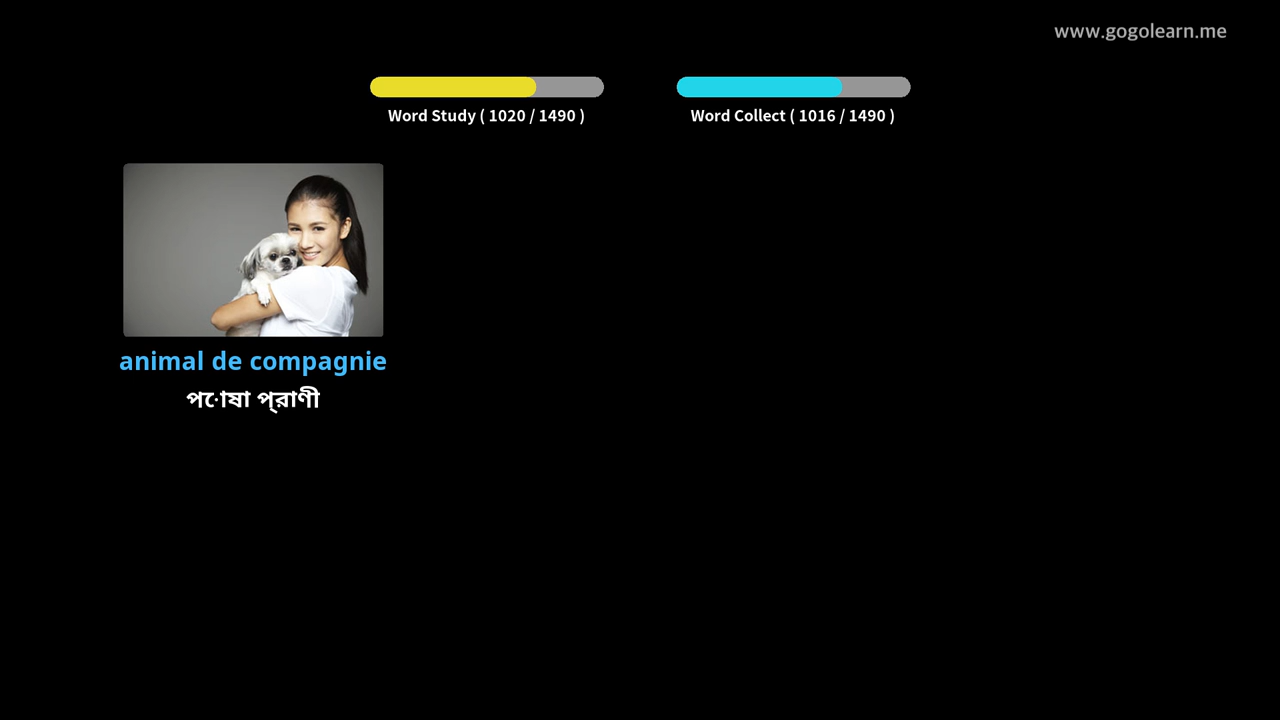 www.gogolearn.me
Word Study ( 1020 / 1490 )
Word Collect ( 1016 / 1490 )
animal de compagnie
পোষা প্রাণী